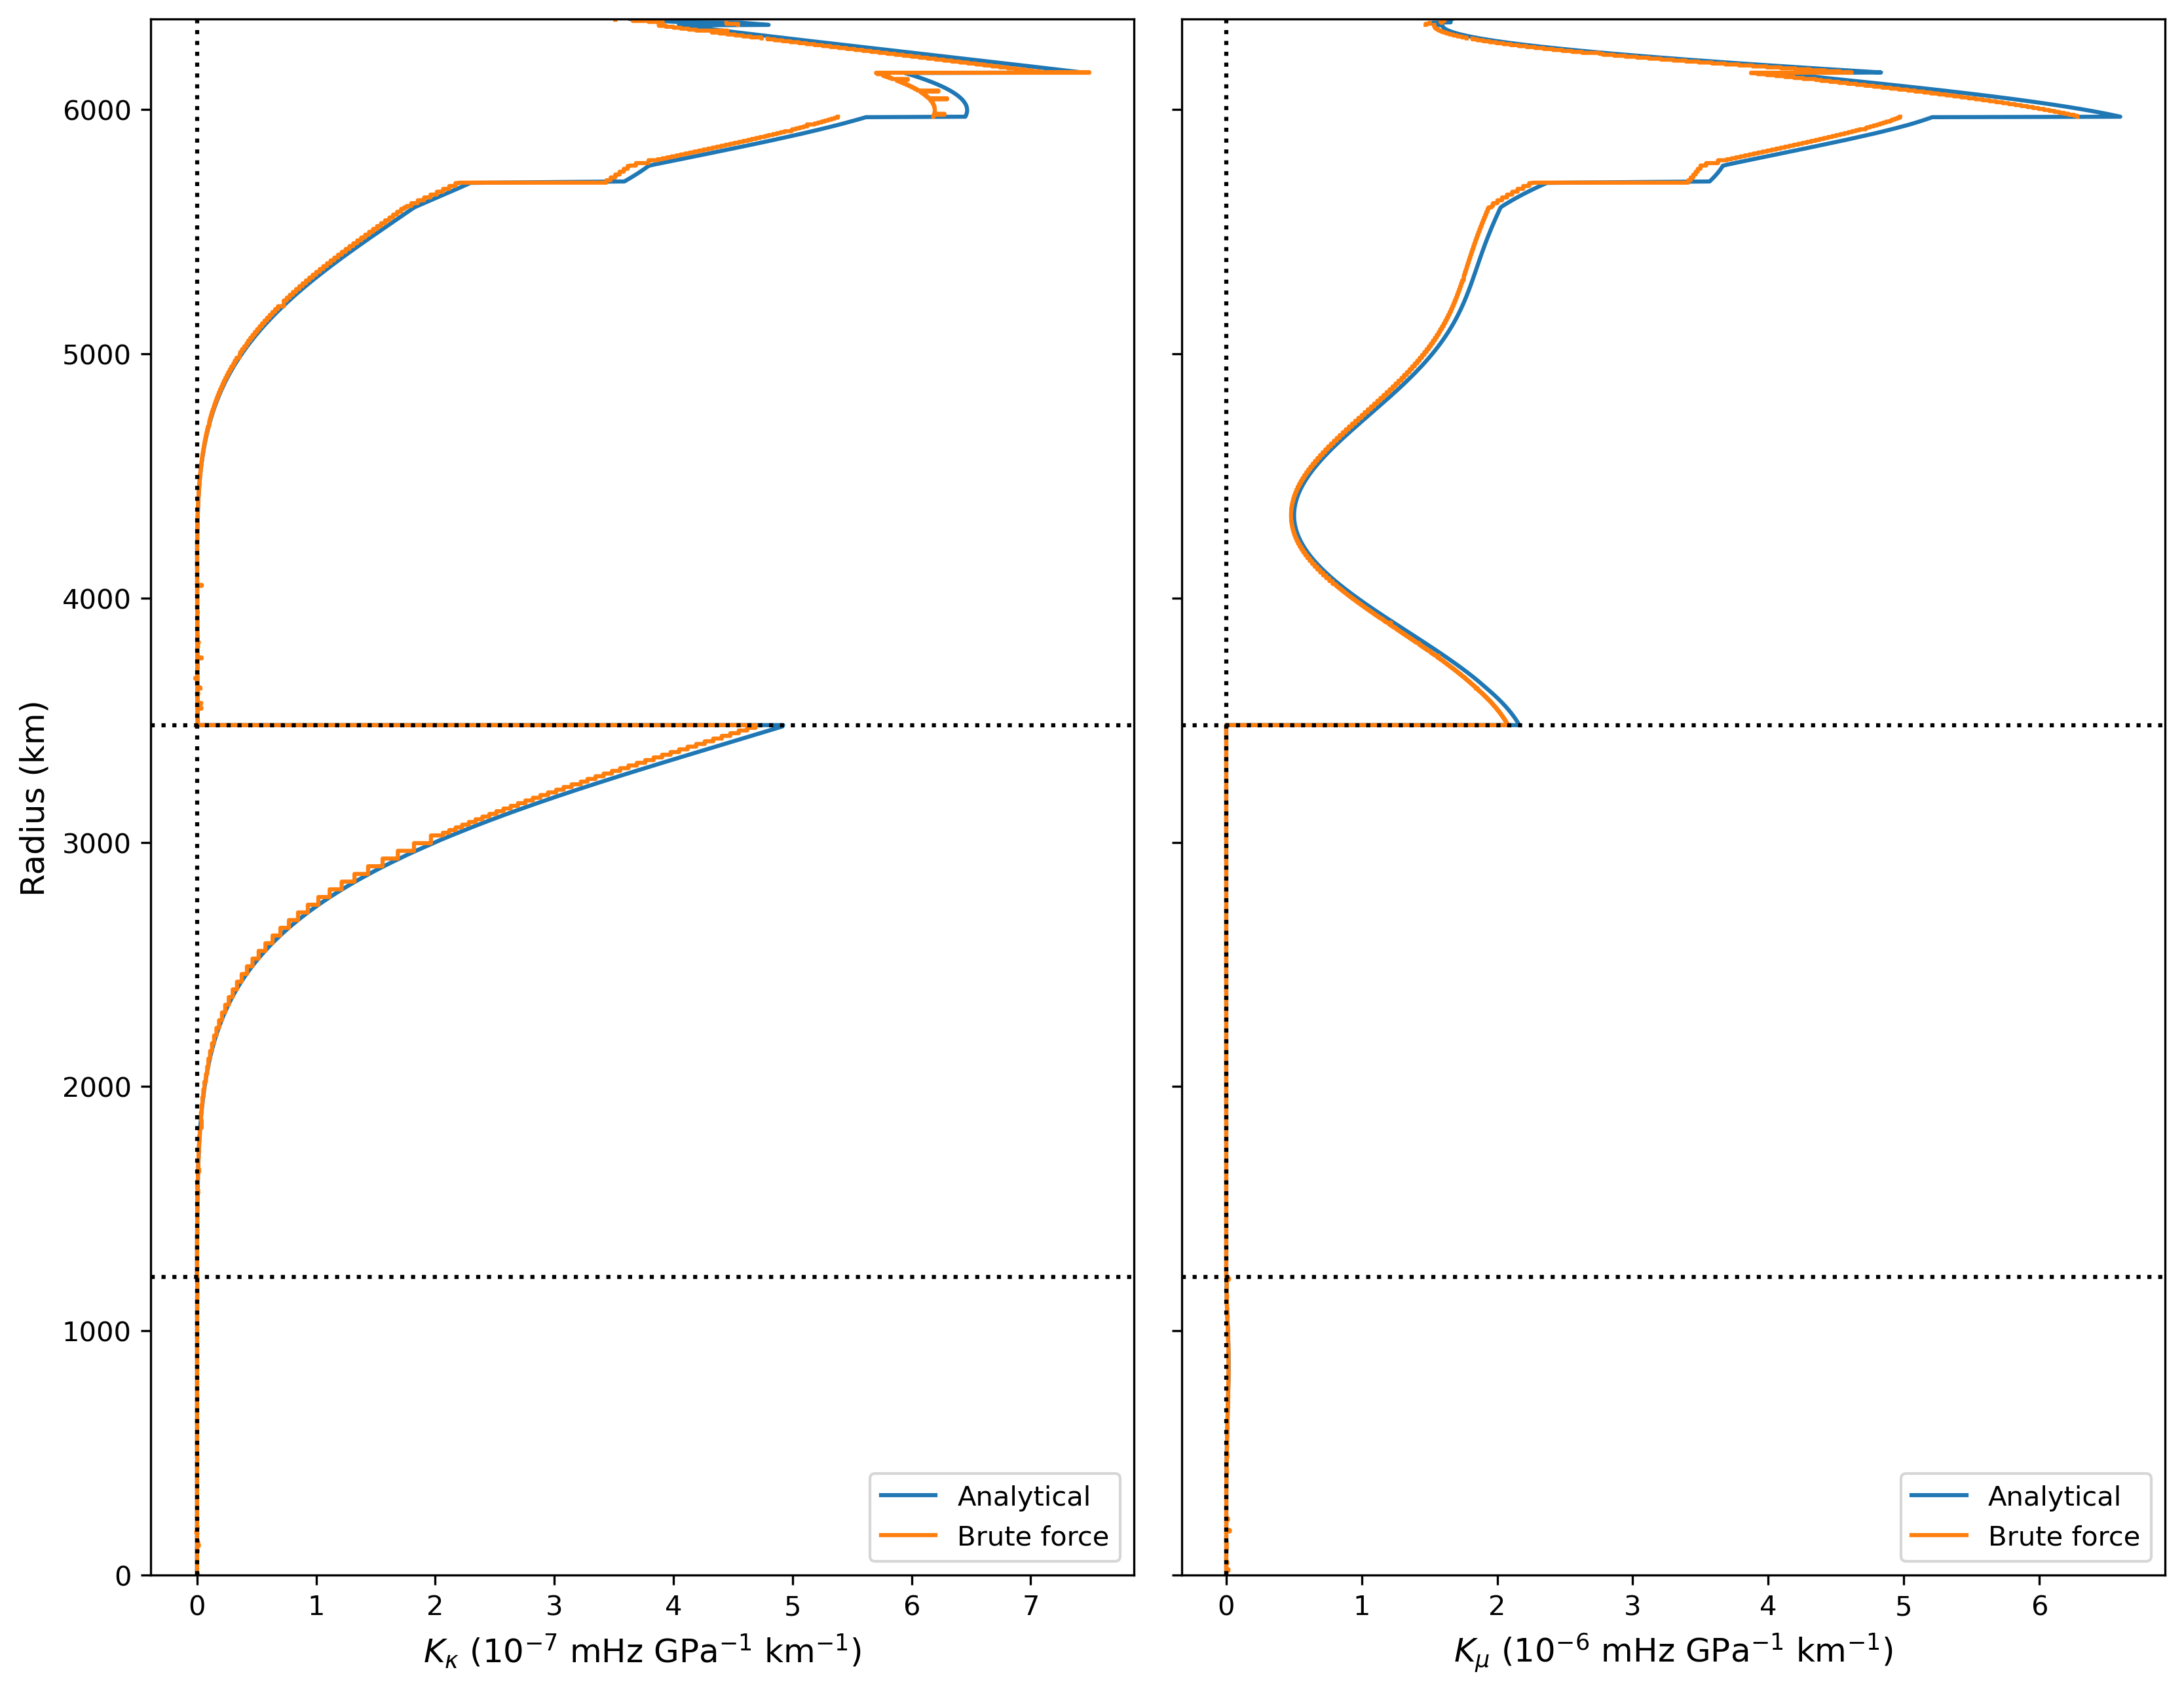 Radius (km)
6000
5000
4000
3000
2000
1000
0
0 1 2 3 4 5 6 7
K_κ (10⁻⁷ mHz GPa⁻¹ km⁻¹)
Analytical
Brute force
0 1 2 3 4 5 6
K_μ (10⁻⁶ mHz GPa⁻¹ km⁻¹)
Analytical
Brute force